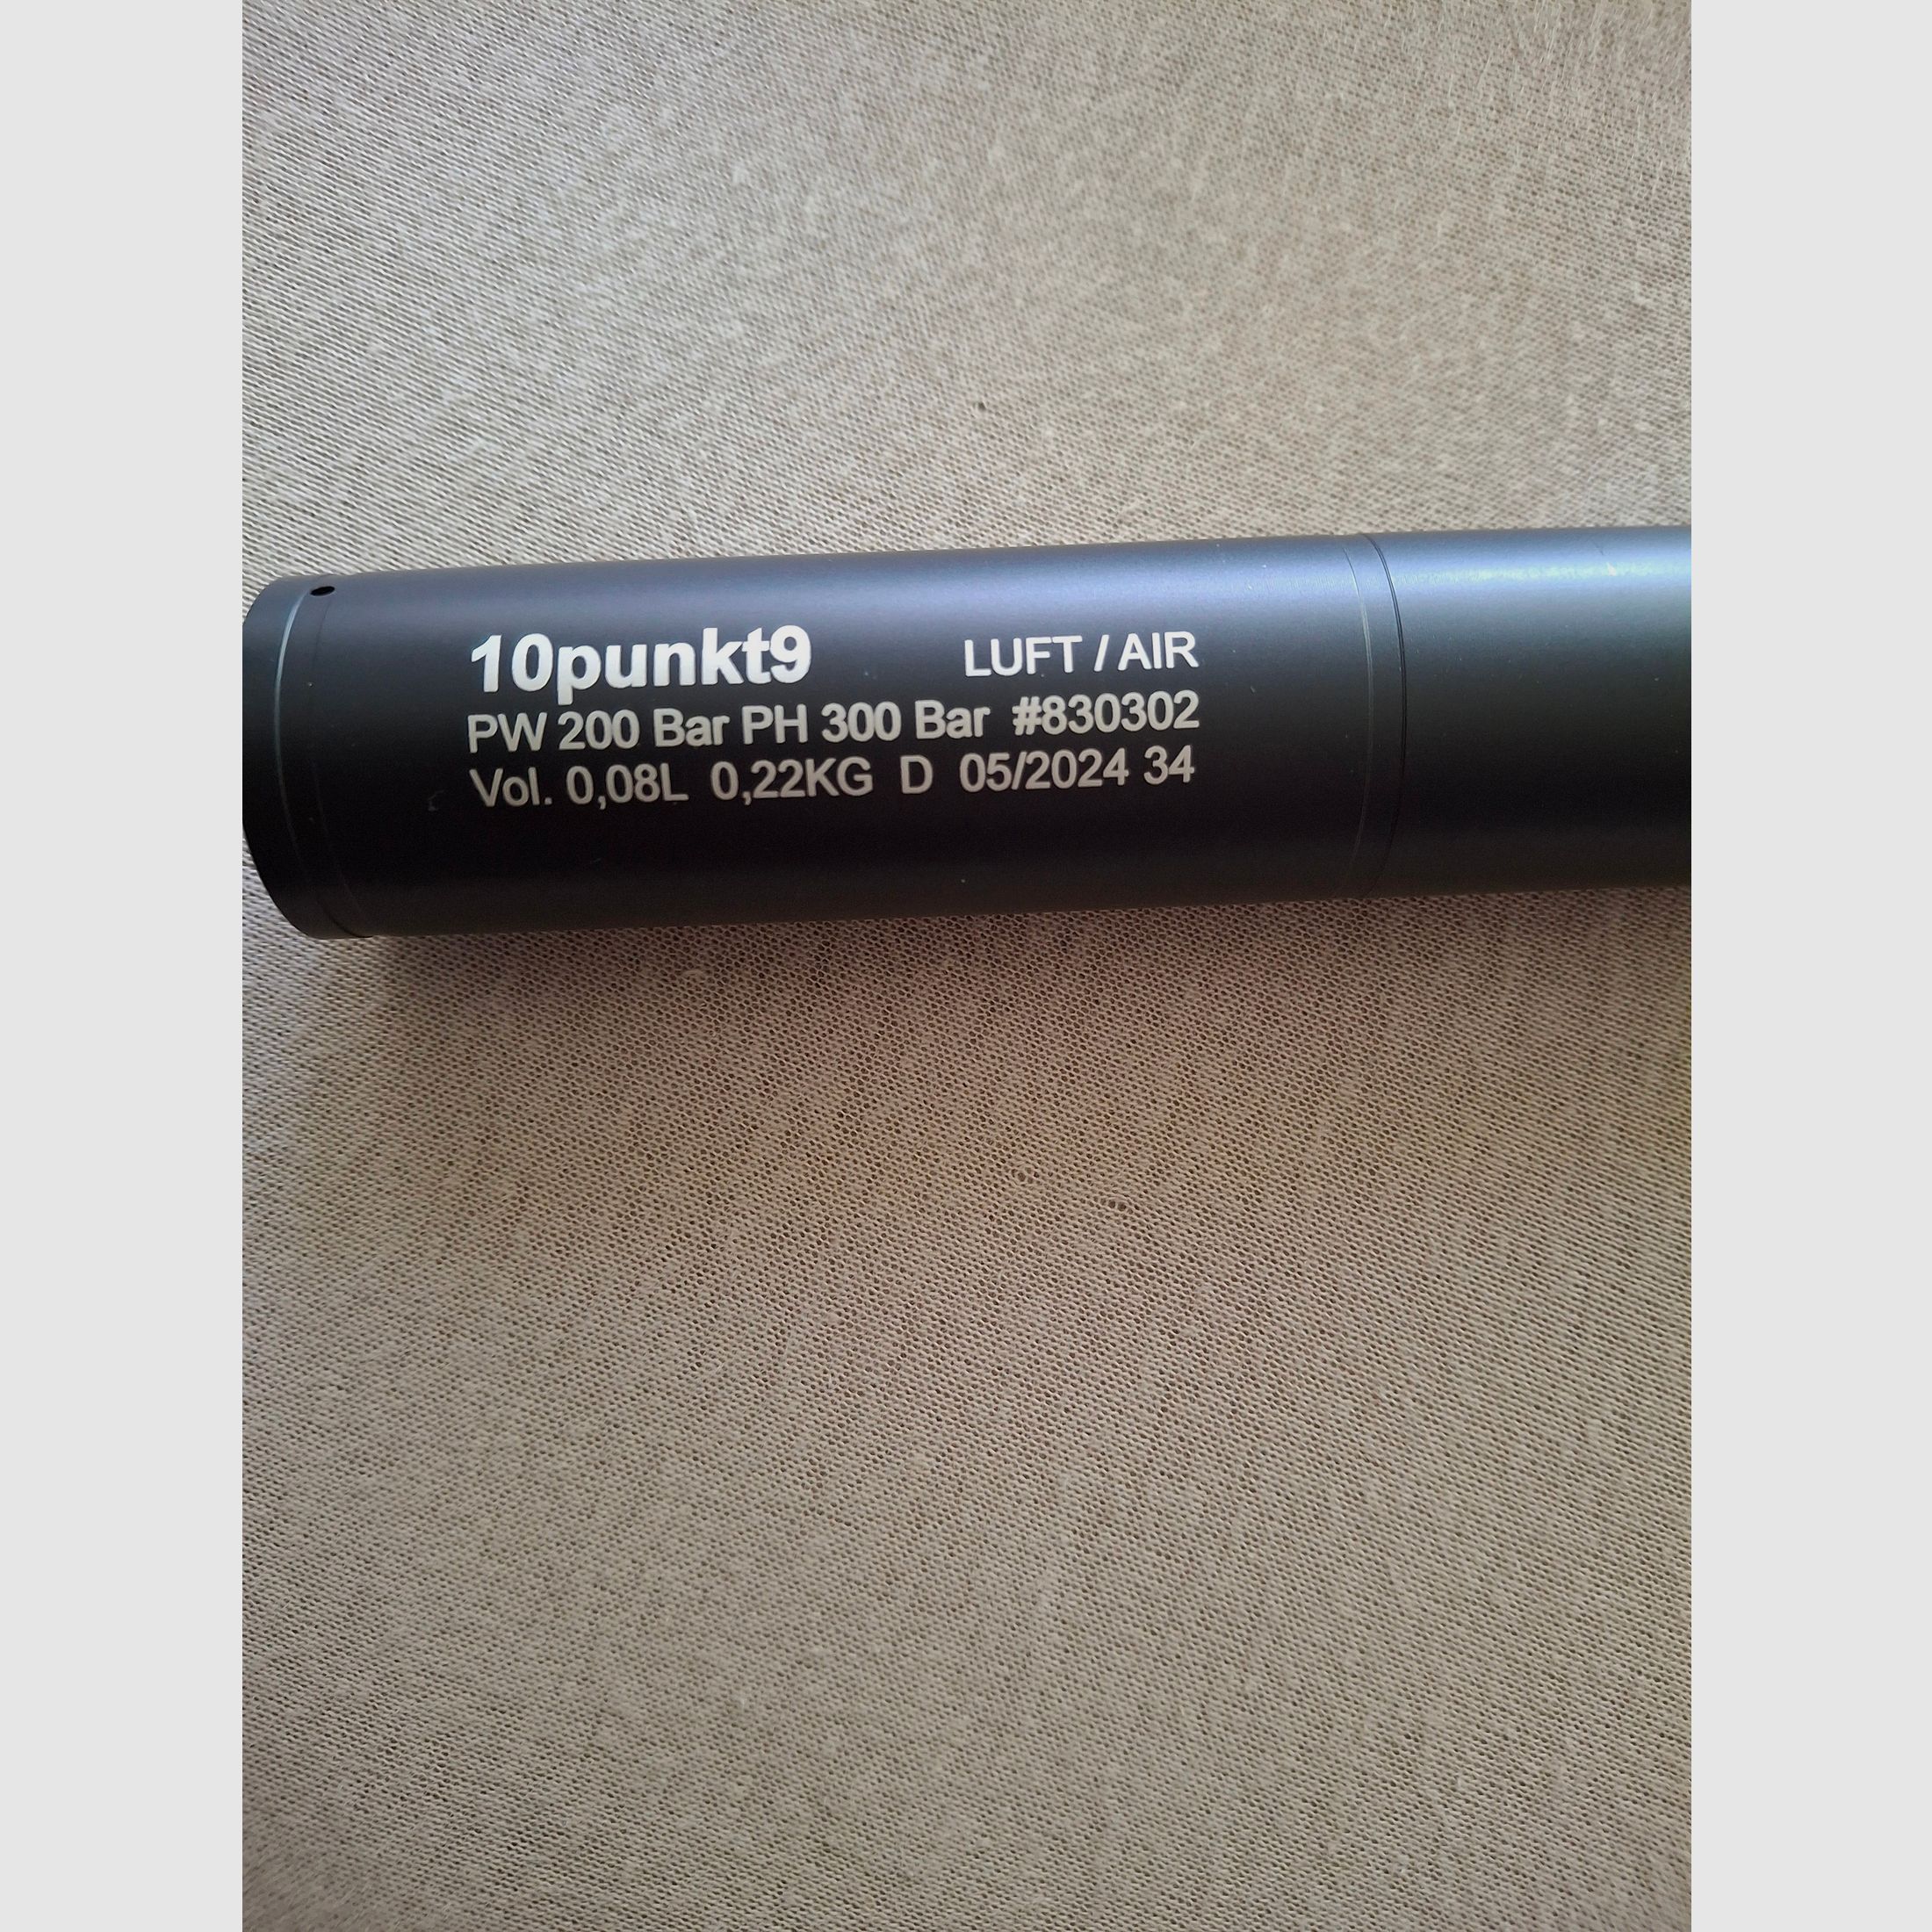 10punkt9 LUFT / AIR
PW 200 Bar PH 300 Bar #830302
Vol. 0,08L 0,22KG D 05/2024 34